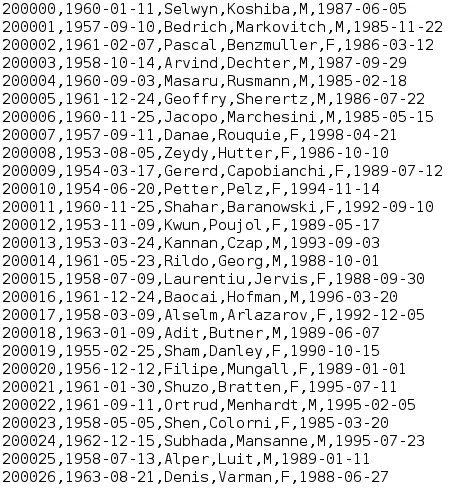 200000,1960-01-11,Selwyn,Koshiba,M,1987-06-05
200001,1957-09-10,Bedrich,Markovitch,M,1985-11-22
200002,1961-02-07,Pascal,Benzmuller,F,1986-03-12
200003,1958-10-14,Arvind,Dechter,M,1987-09-29
200004,1960-09-03,Masaru,Rusmann,M,1985-02-18
200005,1961-12-24,Geoffry,Sherertz,M,1986-07-22
200006,1960-11-25,Jacopo,Marchesini,M,1985-05-15
200007,1957-09-11,Danae,Rouquie,F,1998-04-21
200008,1953-08-05,Zeydy,Hutter,F,1986-10-10
200009,1954-03-17,Gererd,Capobianchi,F,1989-07-12
200010,1954-06-20,Petter,Pelz,F,1994-11-14
200011,1960-11-25,Shahar,Baranowski,F,1992-09-10
200012,1953-11-09,Kwun,Poujol,F,1989-05-17
200013,1953-03-24,Kannan,Czap,M,1993-09-03
200014,1961-05-23,Rildo,Georg,M,1988-10-01
200015,1958-07-09,Laurentiu,Jervis,F,1988-09-30
200016,1961-12-24,Baocai,Hofman,M,1996-03-20
200017,1958-03-09,Alselm,Arlazarov,F,1992-12-05
200018,1963-01-09,Adit,Butner,M,1989-06-07
200019,1955-02-25,Sham,Danley,F,1990-10-15
200020,1956-12-12,Filipe,Mungall,F,1989-01-01
200021,1961-01-30,Shuzo,Bratten,F,1995-07-11
200022,1961-09-11,Ortrud,Menhardt,M,1995-02-05
200023,1958-05-05,Shen,Colorni,F,1985-03-20
200024,1962-12-15,Subhada,Mansanne,M,1995-07-23
200025,1958-07-13,Alper,Luit,M,1989-01-11
200026,1963-08-21,Denis,Varman,F,1988-06-27